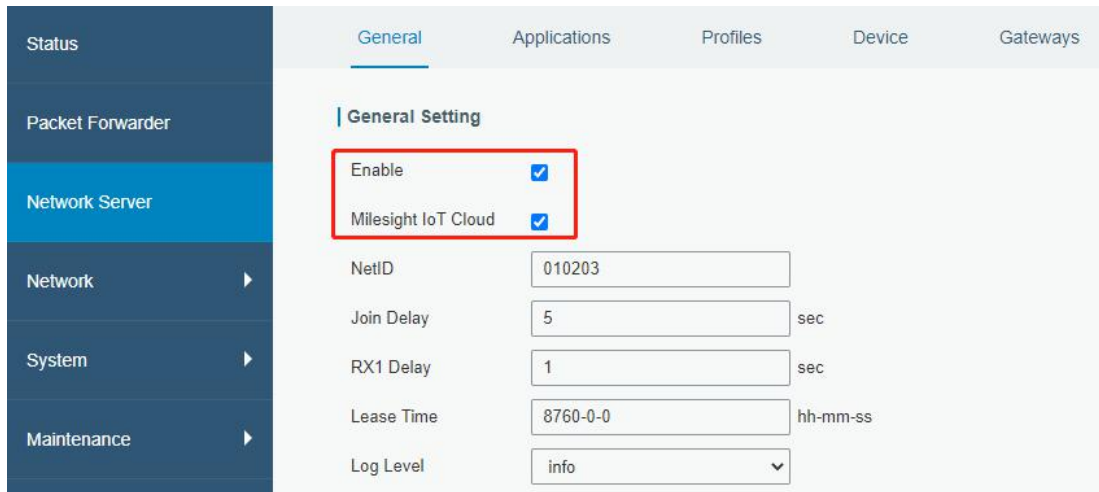 Status
Packet Forwarder
Network Server
Network
System
Maintenance
General Applications Profiles Device Gateways
General Setting
Enable
Milesight IoT Cloud
NetID 010203
Join Delay 5 sec
RX1 Delay 1 sec
Lease Time 8760-0-0 hh-mm-ss
Log Level info